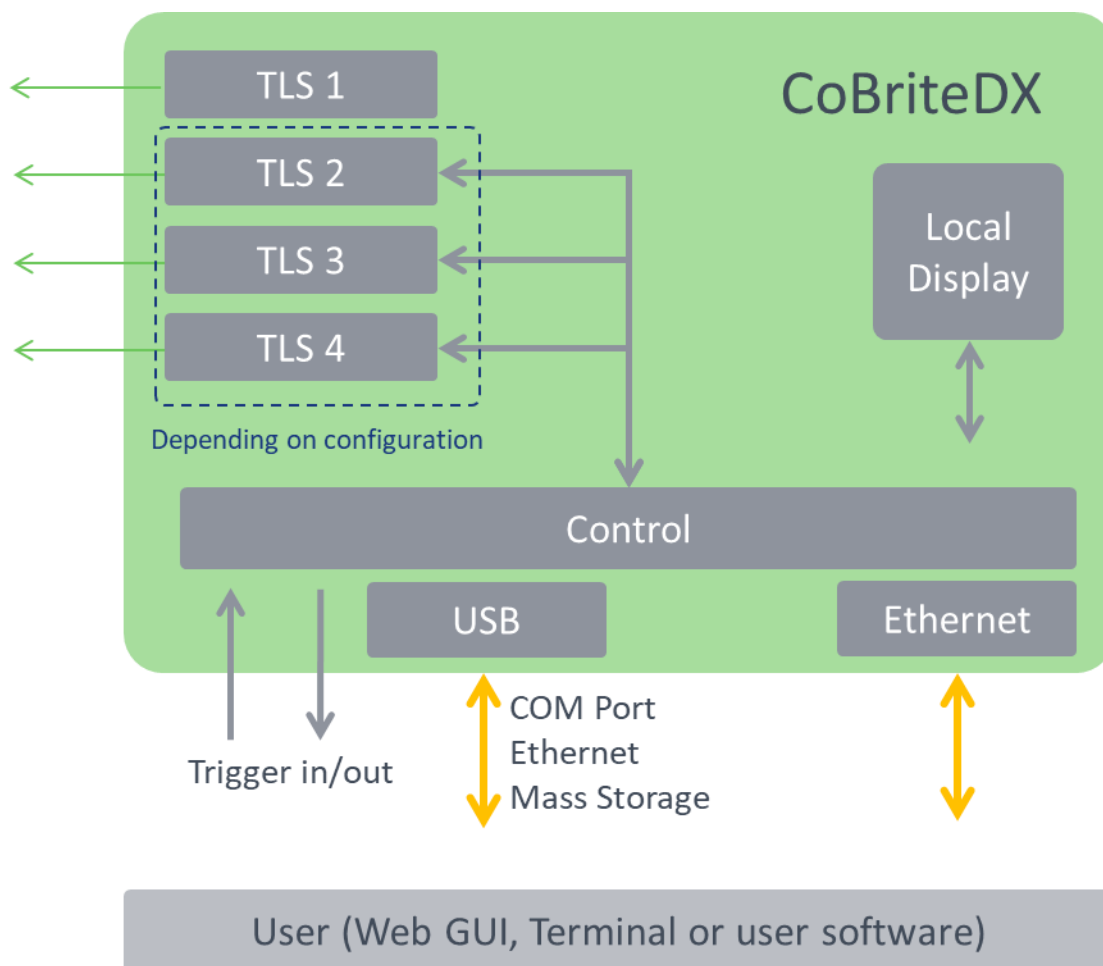 TLS 1
CoBriteDX
TLS 2
TLS 3
TLS 4
Local
Display
Depending on configuration
Control
USB
Ethernet
COM Port
Ethernet
Mass Storage
Trigger in/out
User (Web GUI, Terminal or user software)